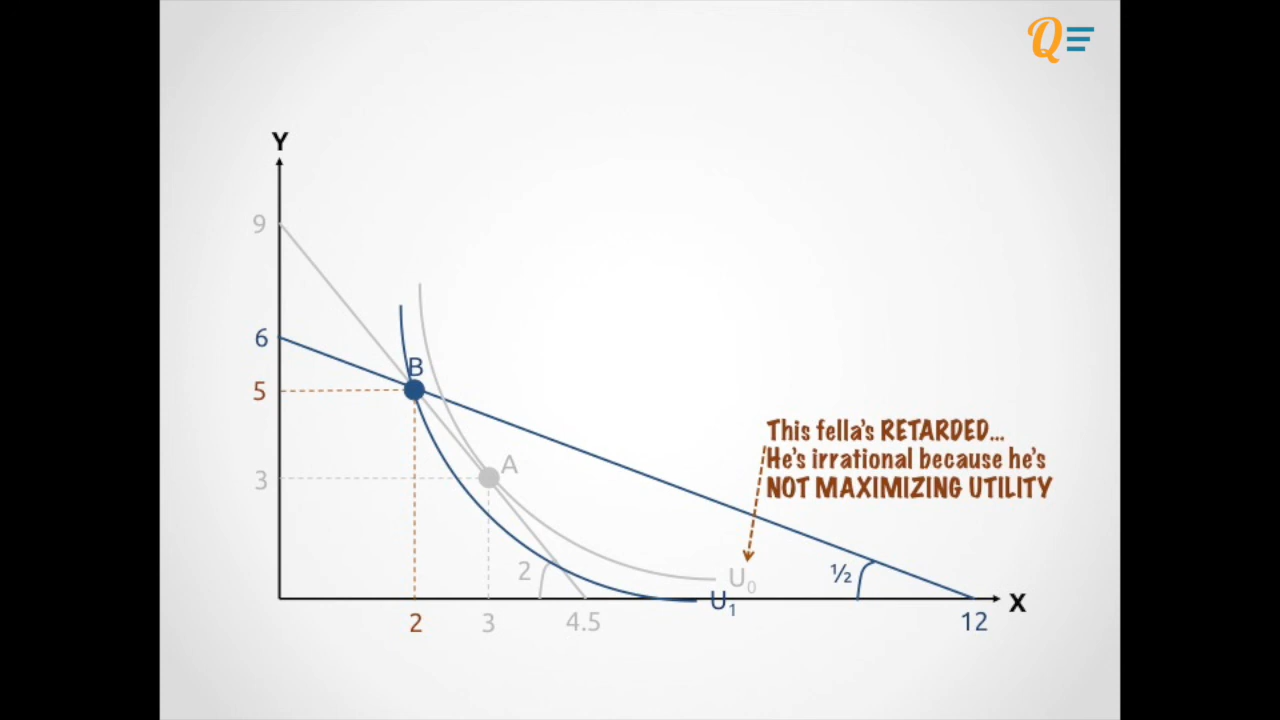 Q
Y
9
6
B
5
This fella's RETARDED...
He's irrational because he's
A
3
NOT MAXIMIZING UTILITY
2
½
U₀
U₁
X
2
3
4.5
12